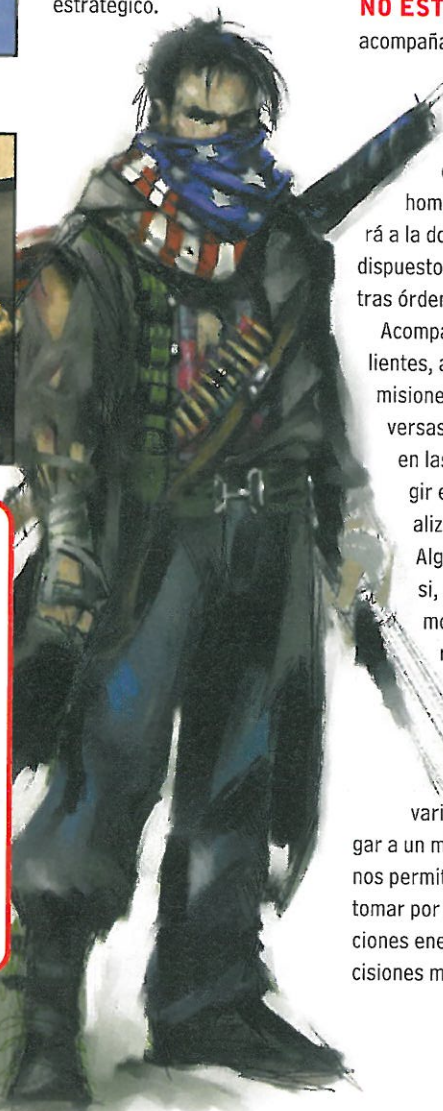 estratégico.
NO EST
acompaña
hom
rá a la do
dispuesto
tras órden
Acompa
lientes, a
misione
versas
en las
gir e
aliz
Alg
si,
mo
vari
gar a un m
nos permit
tomar por
ciones ene
cisiones m